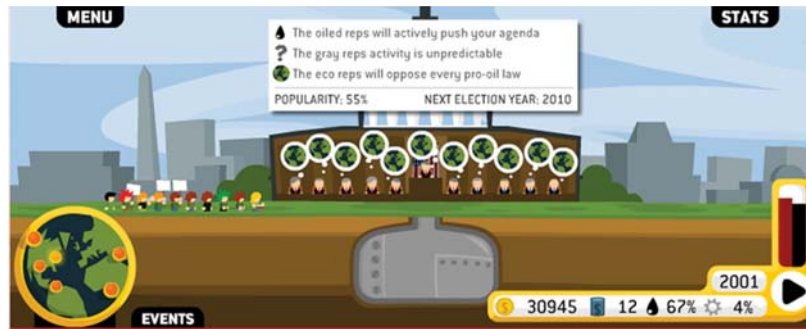 MENU
STATS
The oiled reps will actively push your agenda
The gray reps activity is unpredictable
The eco reps will oppose every pro-oil law
POPULARITY: 55% NEXT ELECTION YEAR: 2010
2001
30945 12 67% 4%
EVENTS